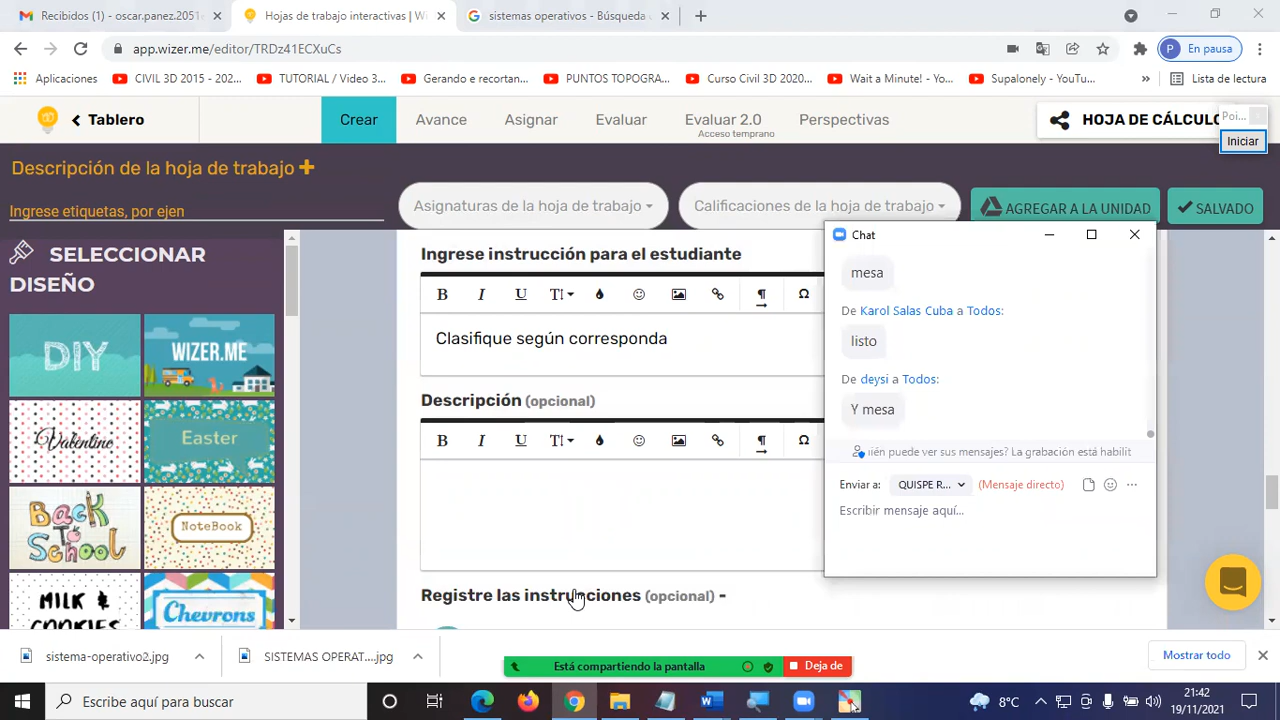 Recibidos (1) - oscar.panez.2051
Hojas de trabajo interactivas | Wi
sistemas operativos - Búsqueda
app.wizer.me/editor/TRDz41ECXuCs
P
En pausa
Aplicaciones
CIVIL 3D 2015 - 202...
TUTORIAL / Video 3...
Gerando e recortan...
PUNTOS TOPOGRA...
Curso Civil 3D 2020...
Wait a Minute! - Yo...
Supalonely - YouTu...
»
Lista de lectura
Tablero
Crear
Avance
Asignar
Evaluar
Evaluar 2.0
Acceso temprano
Perspectivas
HOJA DE CÁLCULO
Poi...
Iniciar
Descripción de la hoja de trabajo +
Ingrese etiquetas, por ejen
Asignaturas de la hoja de trabajo
Calificaciones de la hoja de trabajo
AGREGAR A LA UNIDAD
SALVADO
SELECCIONAR
DISEÑO
DIY
WIZER.ME
Valentine
Easter
BACK
TO
SCHOOL
NoteBook
MILK &
COOKIES
Chevrons
Ingrese instrucción para el estudiante
B I U TI Ω
Clasifique según corresponda
Descripción (opcional)
B I U TI Ω
Registre las instrucciones (opcional) -
Chat
mesa
De Karol Salas Cuba a Todos:
listo
De deysi a Todos:
Y mesa
ién puede ver sus mensajes? La grabación está habilit
Enviar a: QUISPE R... (Mensaje directo)
Escribir mensaje aquí...
sistema-operativo2.jpg
SISTEMAS OPERAT....jpg
Está compartiendo la pantalla
Deja de
Mostrar todo
Escribe aquí para buscar
8°C
21:42
19/11/2021